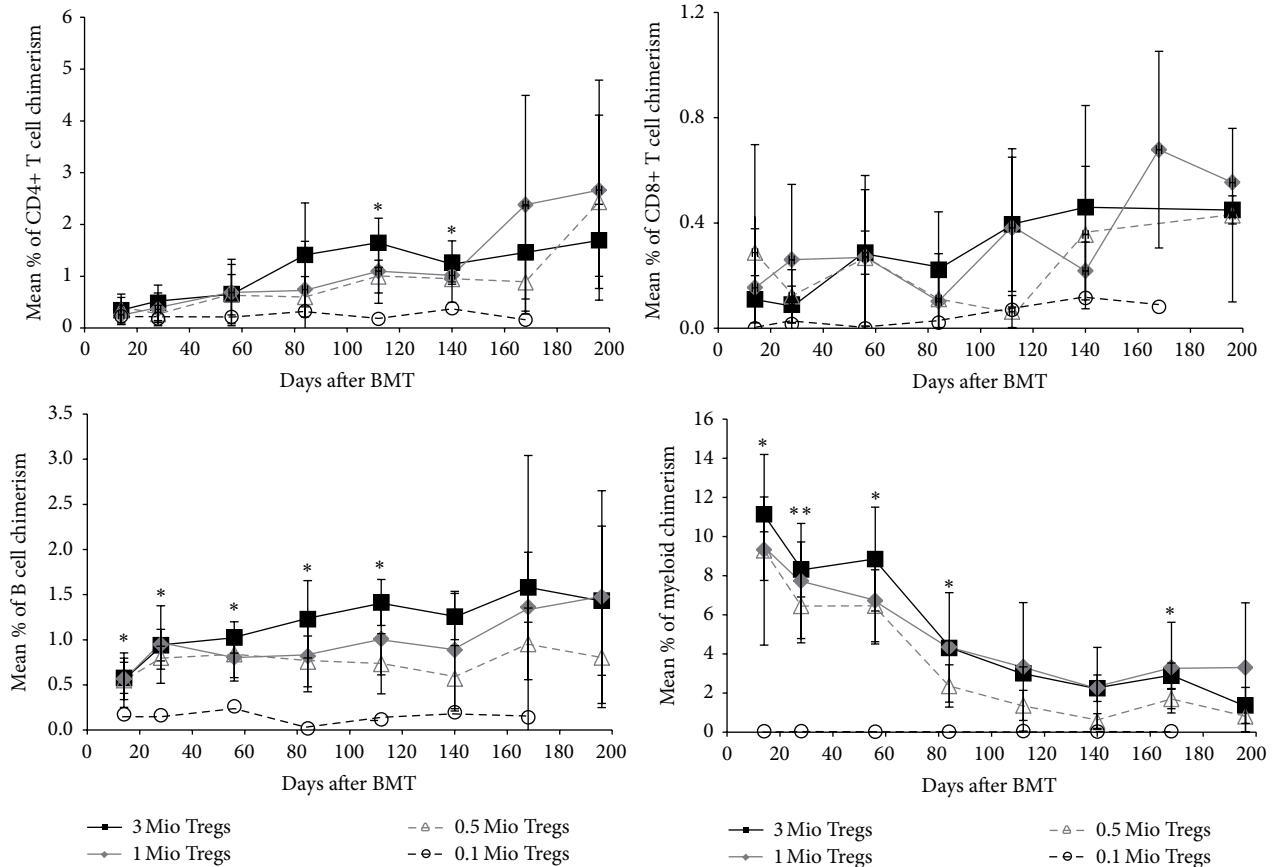 Mean % of CD4+ T cell chimerism
6
5
4
3
2
1
0
* *
0 20 40 60 80 100 120 140 160 180 200
Days after BMT
Mean % of CD8+ T cell chimerism
1.2
0.8
0.4
0.0
0 20 40 60 80 100 120 140 160 180 200
Days after BMT
Mean % of B cell chimerism
3.5
3.0
2.5
2.0
1.5
1.0
0.5
0.0
* * * * *
0 20 40 60 80 100 120 140 160 180 200
Days after BMT
Mean % of myeloid chimerism
16
14
12
10
8
6
4
2
0
* ** * * *
0 20 40 60 80 100 120 140 160 180 200
Days after BMT
3 Mio Tregs
1 Mio Tregs
0.5 Mio Tregs
0.1 Mio Tregs
3 Mio Tregs
1 Mio Tregs
0.5 Mio Tregs
0.1 Mio Tregs